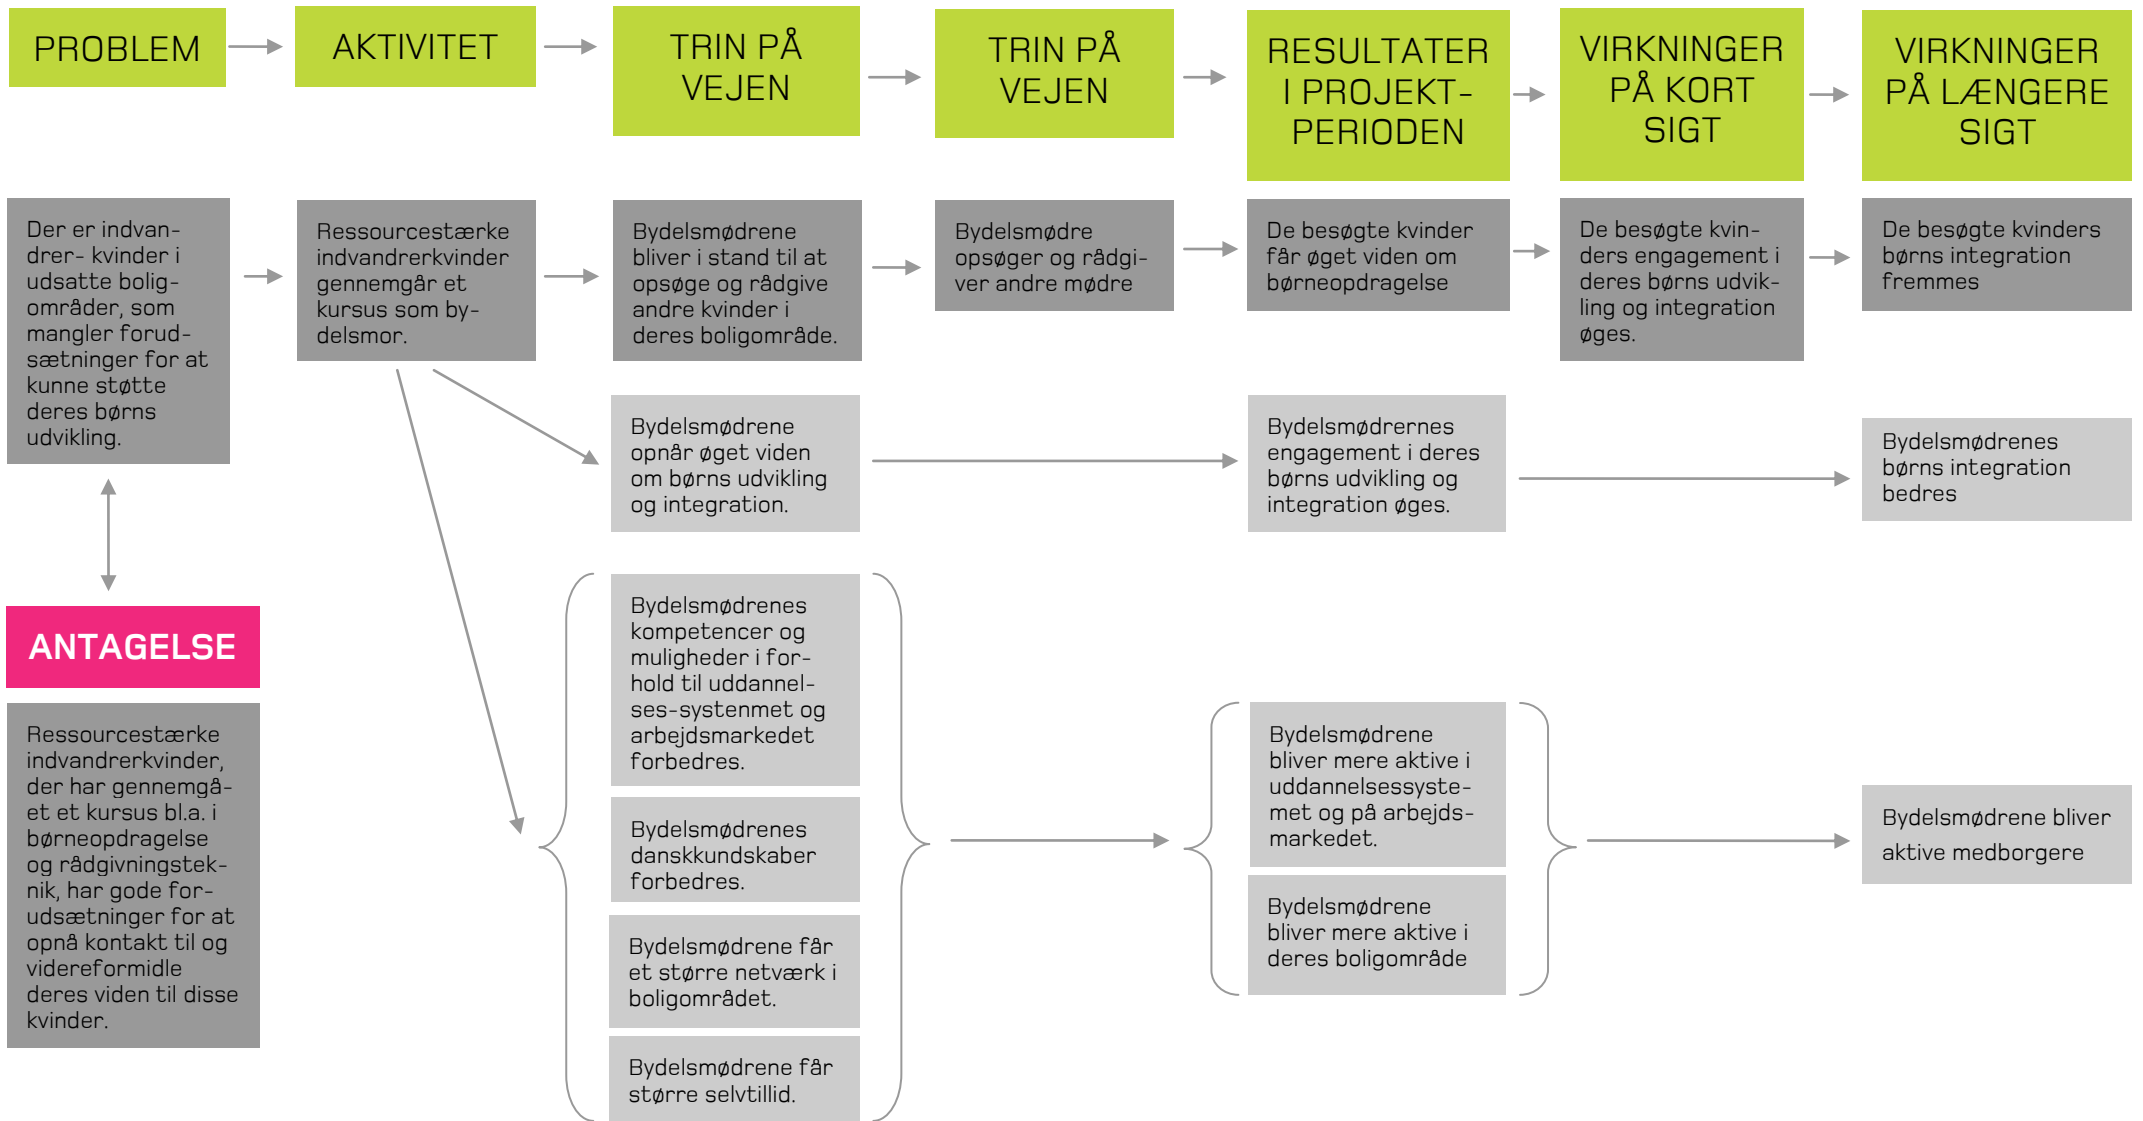 PROBLEM
AKTIVITET
TRIN PÅ
VEJEN
TRIN PÅ
VEJEN
RESULTATER
I PROJEKT-
PERIODEN
VIRKNINGER
PÅ KORT
SIGT
VIRKNINGER
PÅ LÆNGERE
SIGT
Der er indvan-
drer- kvinder i
udsatte bolig-
områder, som
mangler forud-
sætninger for at
kunne støtte
deres børns
udvikling.
Ressourcestærke
indvandrerkvinder
gennemgår et
kursus som by-
delsmor.
Bydelsmødrene
bliver i stand til at
opsøge og rådgive
andre kvinder i
deres boligområde.
Bydelsmødre
opsøger og rådgi-
ver andre mødre
De besøgte kvinder
får øget viden om
børneopdragelse
De besøgte kvin-
ders engagement i
deres børns udvik-
ling og integration
øges.
De besøgte kvinders
børns integration
fremmes
Bydelsmødrene
opnår øget viden
om børns udvikling
og integration.
Bydelsmødrernes
engagement i deres
børns udvikling og
integration øges.
Bydelsmødrenes
børns integration
bedres
ANTAGELSE
Ressourcestærke
indvandrerkvinder,
der har gennemgå-
et et kursus bl.a. i
børneopdragelse
og rådgivningstek-
nik, har gode for-
udsætninger for at
opnå kontakt til og
videreformidle
deres viden til disse
kvinder.
Bydelsmødrenes
kompetencer og
muligheder i for-
hold til uddannel-
ses-systenmet og
arbejdsmarkedet
forbedres.
Bydelsmødrenes
danskkundskaber
forbedres.
Bydelsmødrene får
et større netværk i
boligområdet.
Bydelsmødrene får
større selvtillid.
Bydelsmødrene
bliver mere aktive i
uddannelsessyste-
met og på arbejds-
markedet.
Bydelsmødrene
bliver mere aktive i
deres boligområde
Bydelsmødrene bliver
aktive medborgere